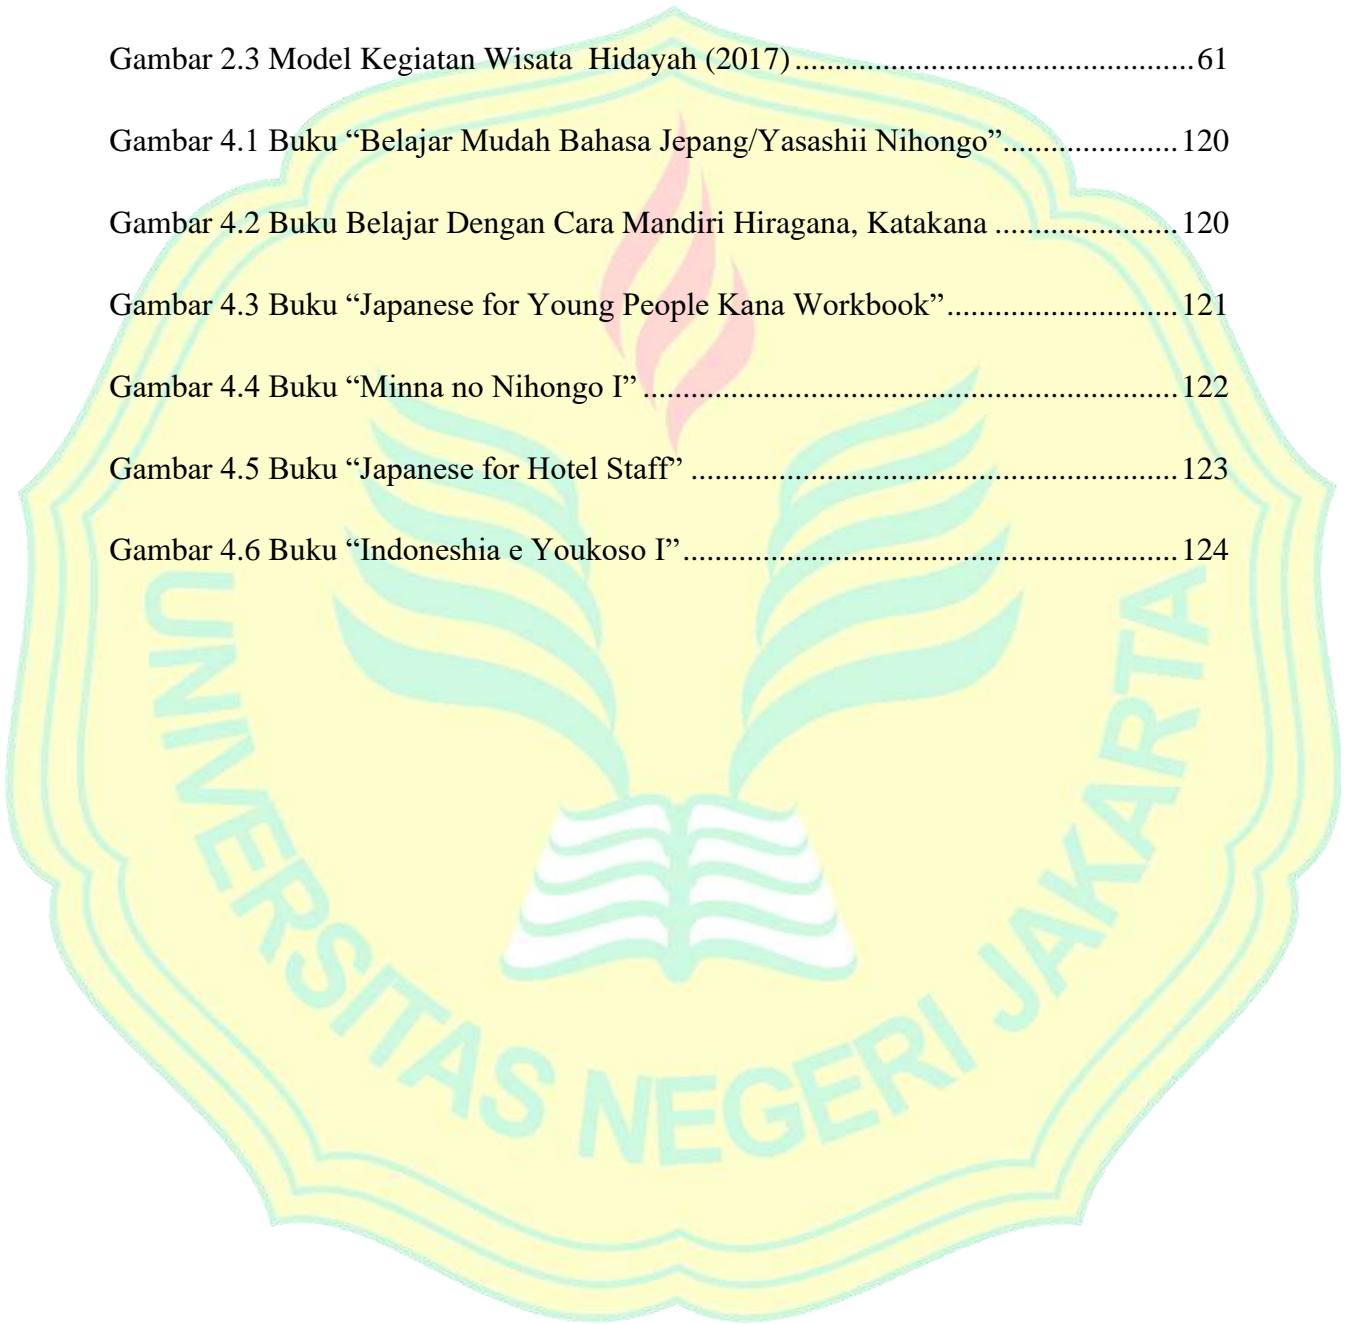 Gambar 2.3 Model Kegiatan Wisata  Hidayah (2017)..................................................61
Gambar 4.1 Buku “Belajar Mudah Bahasa Jepang/Yasashii Nihongo”......................120
Gambar 4.2 Buku Belajar Dengan Cara Mandiri Hiragana, Katakana .......................120
Gambar 4.3 Buku “Japanese for Young People Kana Workbook”.............................121
Gambar 4.4 Buku “Minna no Nihongo I” ...................................................................122
Gambar 4.5 Buku “Japanese for Hotel Staff” .............................................................123
Gambar 4.6 Buku “Indoneshia e Youkoso I”..............................................................124
UNIVERSITAS NEGERI JAKARTA